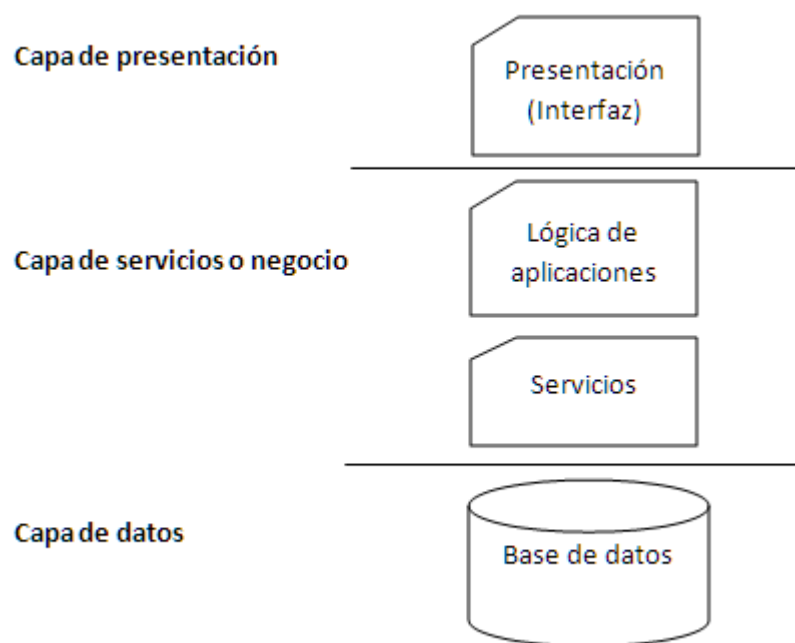 Capa de presentación
Presentación
(Interfaz)
Capa de servicios o negocio
Lógica de
aplicaciones
Servicios
Capa de datos
Base de datos